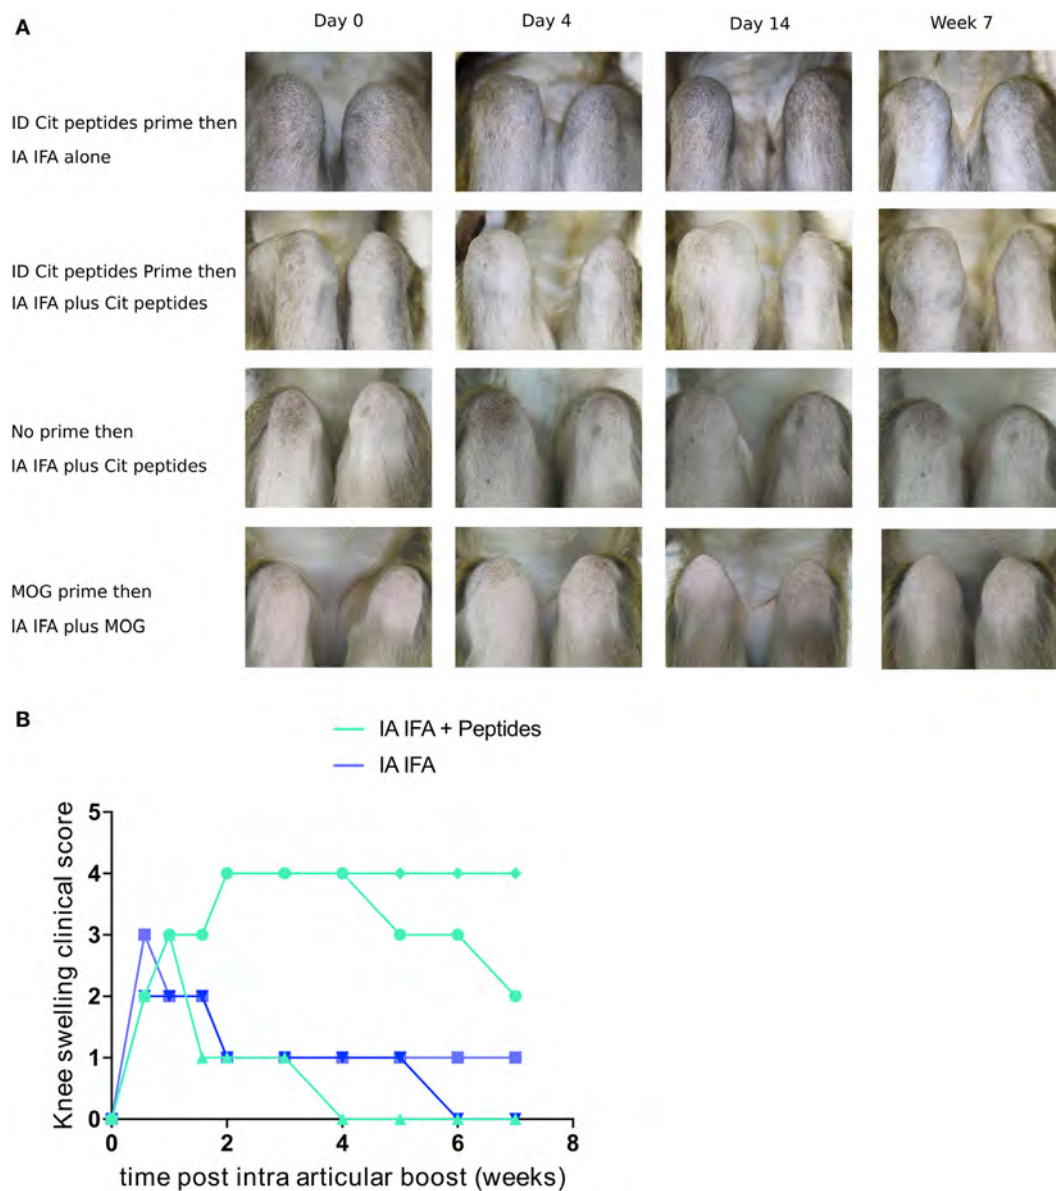 A
Day 0 Day 4 Day 14 Week 7
ID Cit peptides prime then
IA IFA alone
ID Cit peptides Prime then
IA IFA plus Cit peptides
No prime then
IA IFA plus Cit peptides
MOG prime then
IA IFA plus MOG
B
IA IFA + Peptides
IA IFA
Knee swelling clinical score
5
4
3
2
1
0
0 2 4 6 8
time post intra articular boost (weeks)